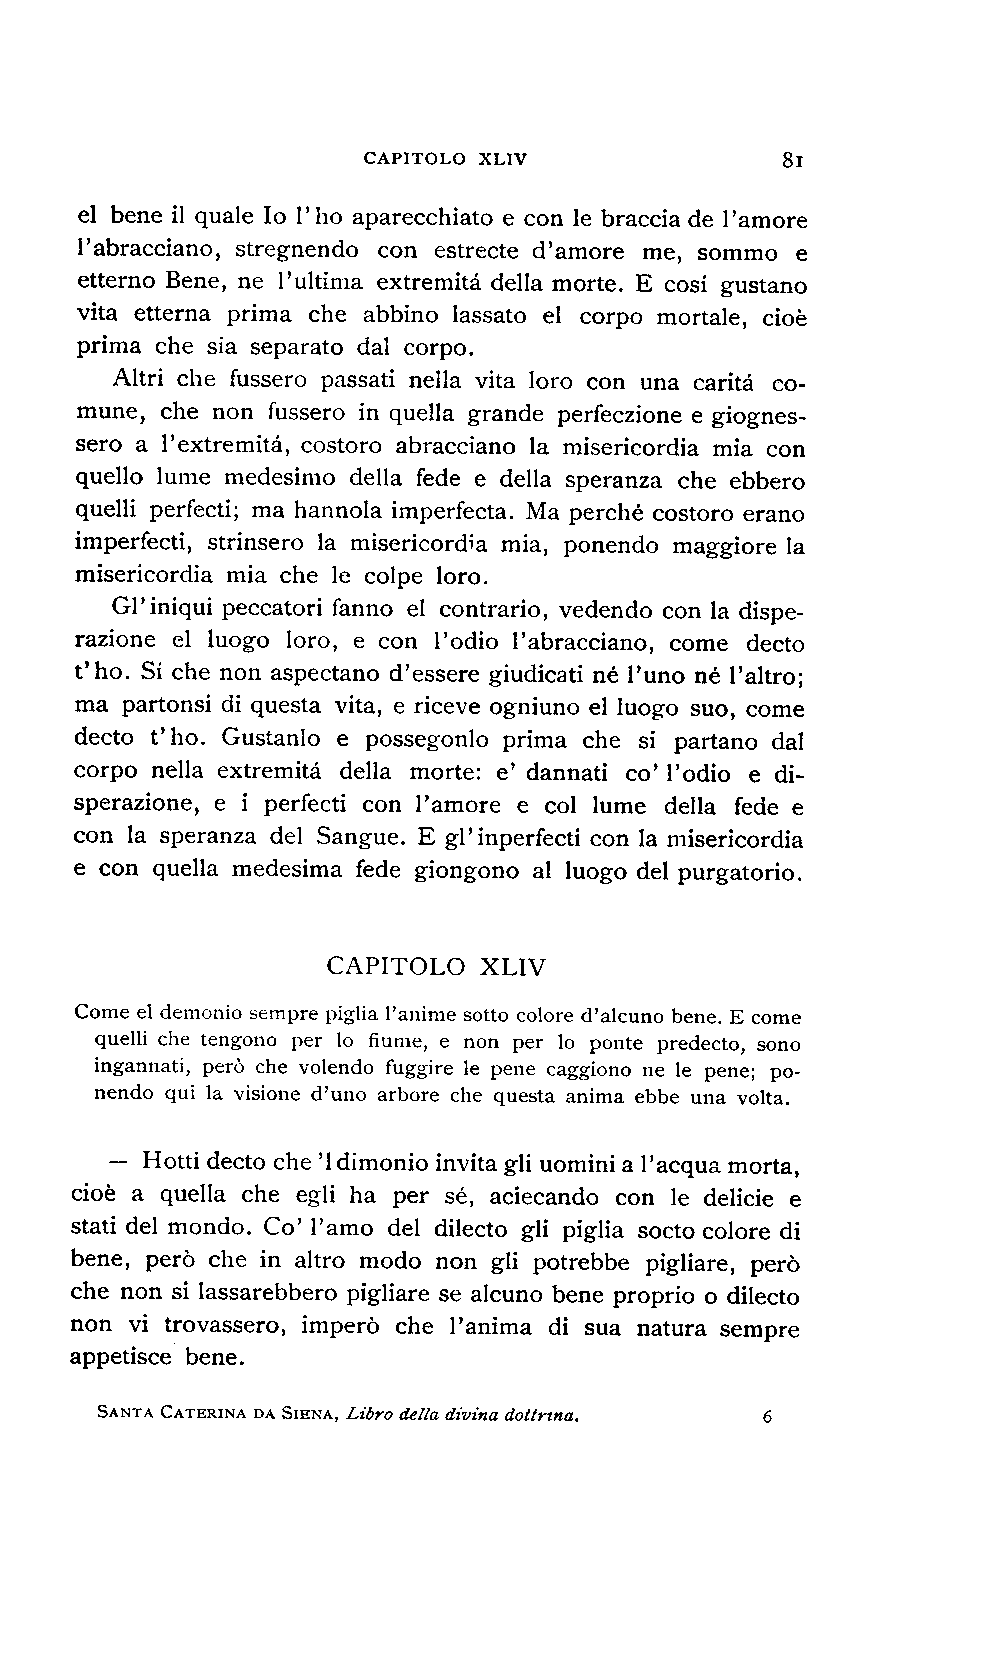 CAPITOLO XLIV 81
el bene il quale Io l'ho aparecchiato e con le braccia de l'amore
l'abracciano, stregnendo con estrecte d'amore me, sommo e
etterno Bene, ne l'ultima extremitá della morte. E cosí gustano
vita etterna prima che abbino lassato el corpo mortale, cioè
prima che sia separato dal corpo.
Altri che fussero passati nella vita loro con una caritá co-
mune, che non fussero in quella grande perfeczione e giognes-
sero a l'extremitá, costoro abracciano la misericordia mia con
quello lume medesimo della fede e della speranza che ebbero
quelli perfecti; ma hannola imperfecta. Ma perché costoro erano
imperfecti, strinsero la misericordia mia, ponendo maggiore la
misericordia mia che le colpe loro.
Gl'iniqui peccatori fanno el contrario, vedendo con la dispe-
razione el luogo loro, e con l'odio l'abracciano, come decto
t'ho. Sí che non aspectano d'essere giudicati né l'uno né l'altro;
ma partonsi di questa vita, e riceve ogniuno el luogo suo, come
decto t'ho. Gustanlo e possegonlo prima che si partano dal
corpo nella extremitá della morte: e' dannati co' l'odio e di-
sperazione, e i perfecti con l'amore e col lume della fede e
con la speranza del Sangue. E gl'inperfecti con la misericordia
e con quella medesima fede giongono al luogo del purgatorio.
CAPITOLO XLIV
Come el demonio sempre piglia l'anime sotto colore d'alcuno bene. E come
quelli che tengono per lo fiume, e non per lo ponte predecto, sono
ingannati, però che volendo fuggire le pene caggiono ne le pene; po-
nendo qui la visione d'uno arbore che questa anima ebbe una volta.
— Hotti decto che 'l dimonio invita gli uomini a l'acqua morta,
cioè a quella che egli ha per sé, aciecando con le delicie e
stati del mondo. Co' l'amo del dilecto gli piglia socto colore di
bene, però che in altro modo non gli potrebbe pigliare, però
che non si lassarebbero pigliare se alcuno bene proprio o dilecto
non vi trovassero, imperò che l'anima di sua natura sempre
appetisce bene.
SANTA CATERINA DA SIENA, Libro della divina dottrina. 6